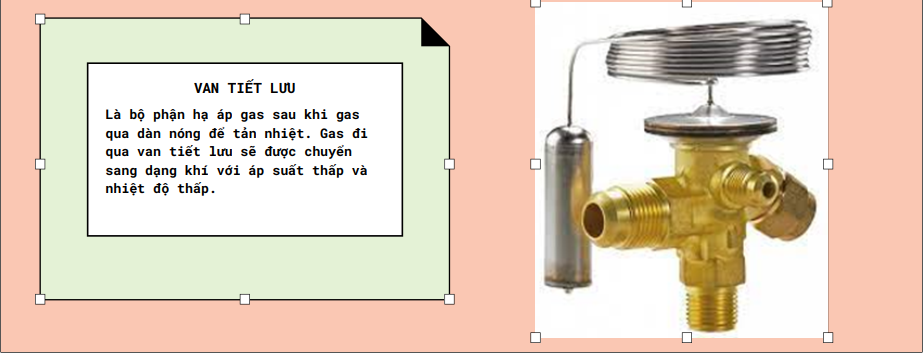 VAN TIẾT LƯU
Là bộ phận hạ áp gas sau khi gas
qua dàn nóng để tản nhiệt. Gas đi
qua van tiết lưu sẽ được chuyển
sang dạng khí với áp suất thấp và
nhiệt độ thấp.